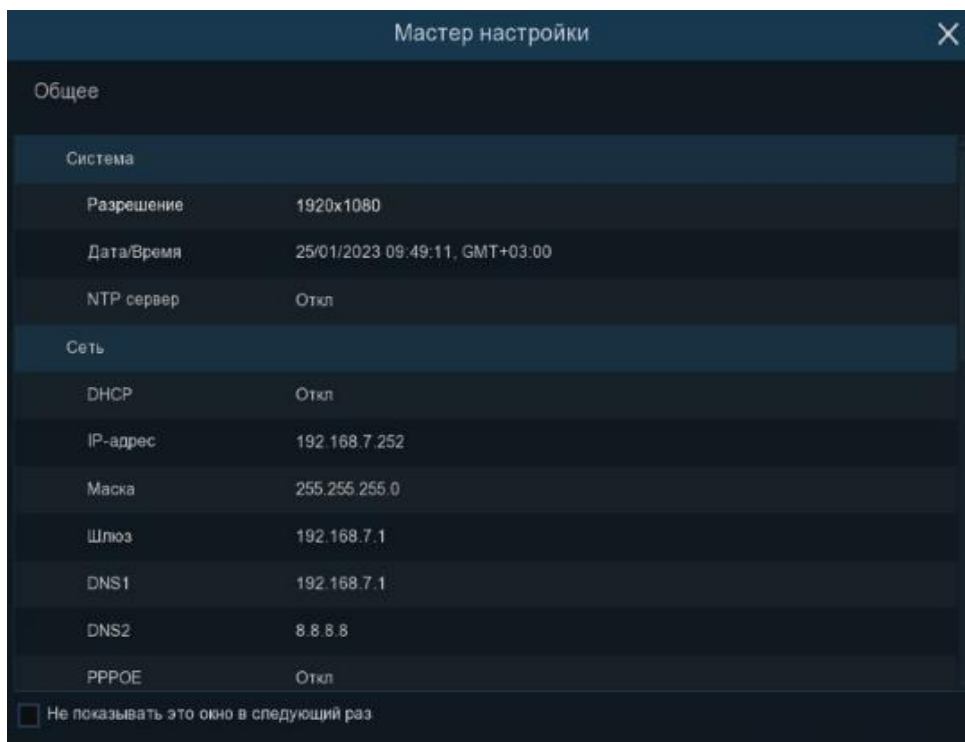 Мастер настройки
Общее
Система
Разрешение 1920x1080
Дата/Время 25/01/2023 09:49:11, GMT+03:00
NTP сервер Откл
Сеть
DHCP Откл
IP-адрес 192.168.7.252
Маска 255.255.255.0
Шлюз 192.168.7.1
DNS1 192.168.7.1
DNS2 8.8.8.8
PPPOE Откл
Не показывать это окно в следующий раз